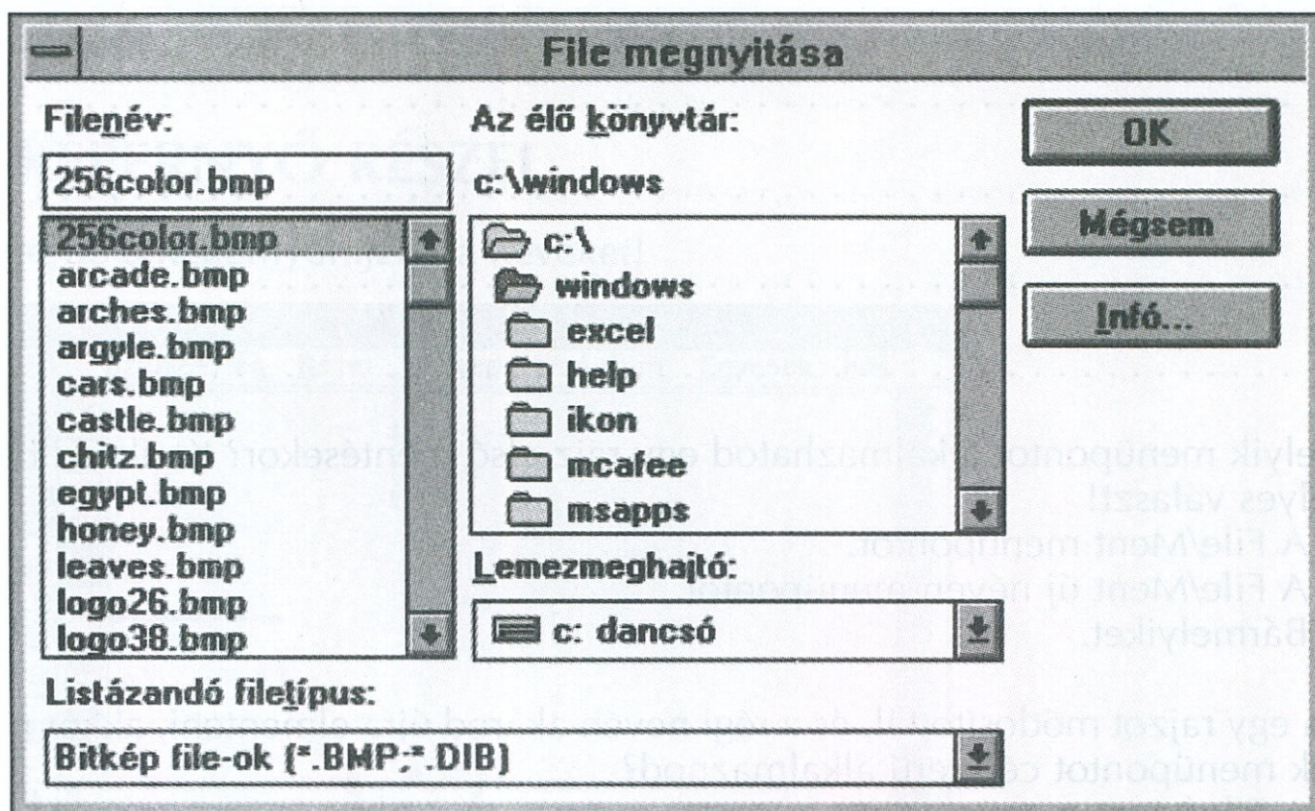 File megnyitása
Filenév:
256color.bmp
256color.bmp
arcade.bmp
arches.bmp
argyle.bmp
cars.bmp
castle.bmp
chitz.bmp
egypt.bmp
honey.bmp
leaves.bmp
logo26.bmp
logo38.bmp
Listázandó filetípus:
Bitkép file-ok (*.BMP;*.DIB)
Az élő könyvtár:
c:\windows
c:\
windows
excel
help
ikon
mcafee
msapps
Lemezmeghajtó:
c: dancsó
OK
Mégsem
Infó...